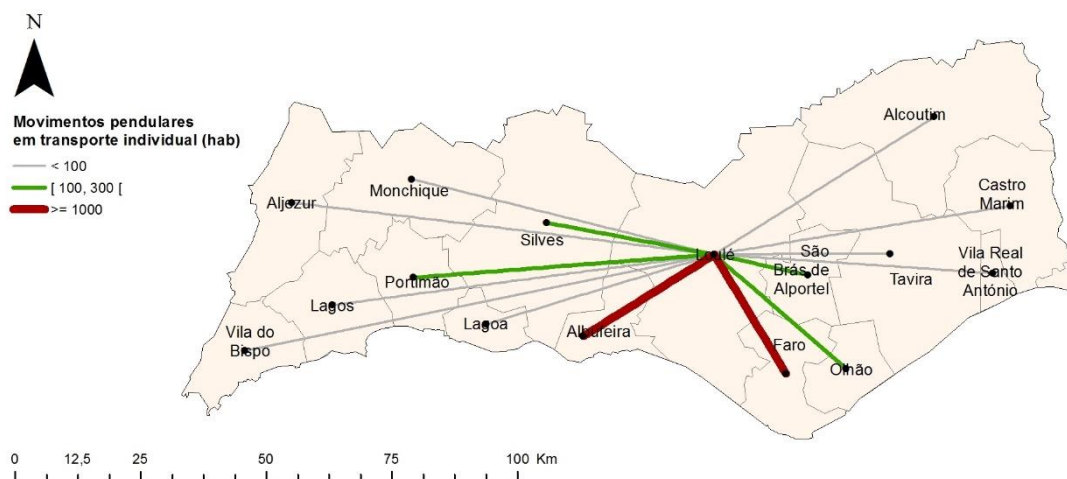 N
Movimentos pendulares
em transporte individual (hab)
< 100
[ 100, 300 [
>= 1000
Alcoutim
Monchique
Aljezur
Castro
Marim
Silves
Loulé
São
Brás de
Alportel
Tavira
Vila Real
de Santo
António
Portimão
Lagos
Lagoa
Albufeira
Vila do
Bispo
Faro
Olhão
0 12,5 25 50 75 100 Km